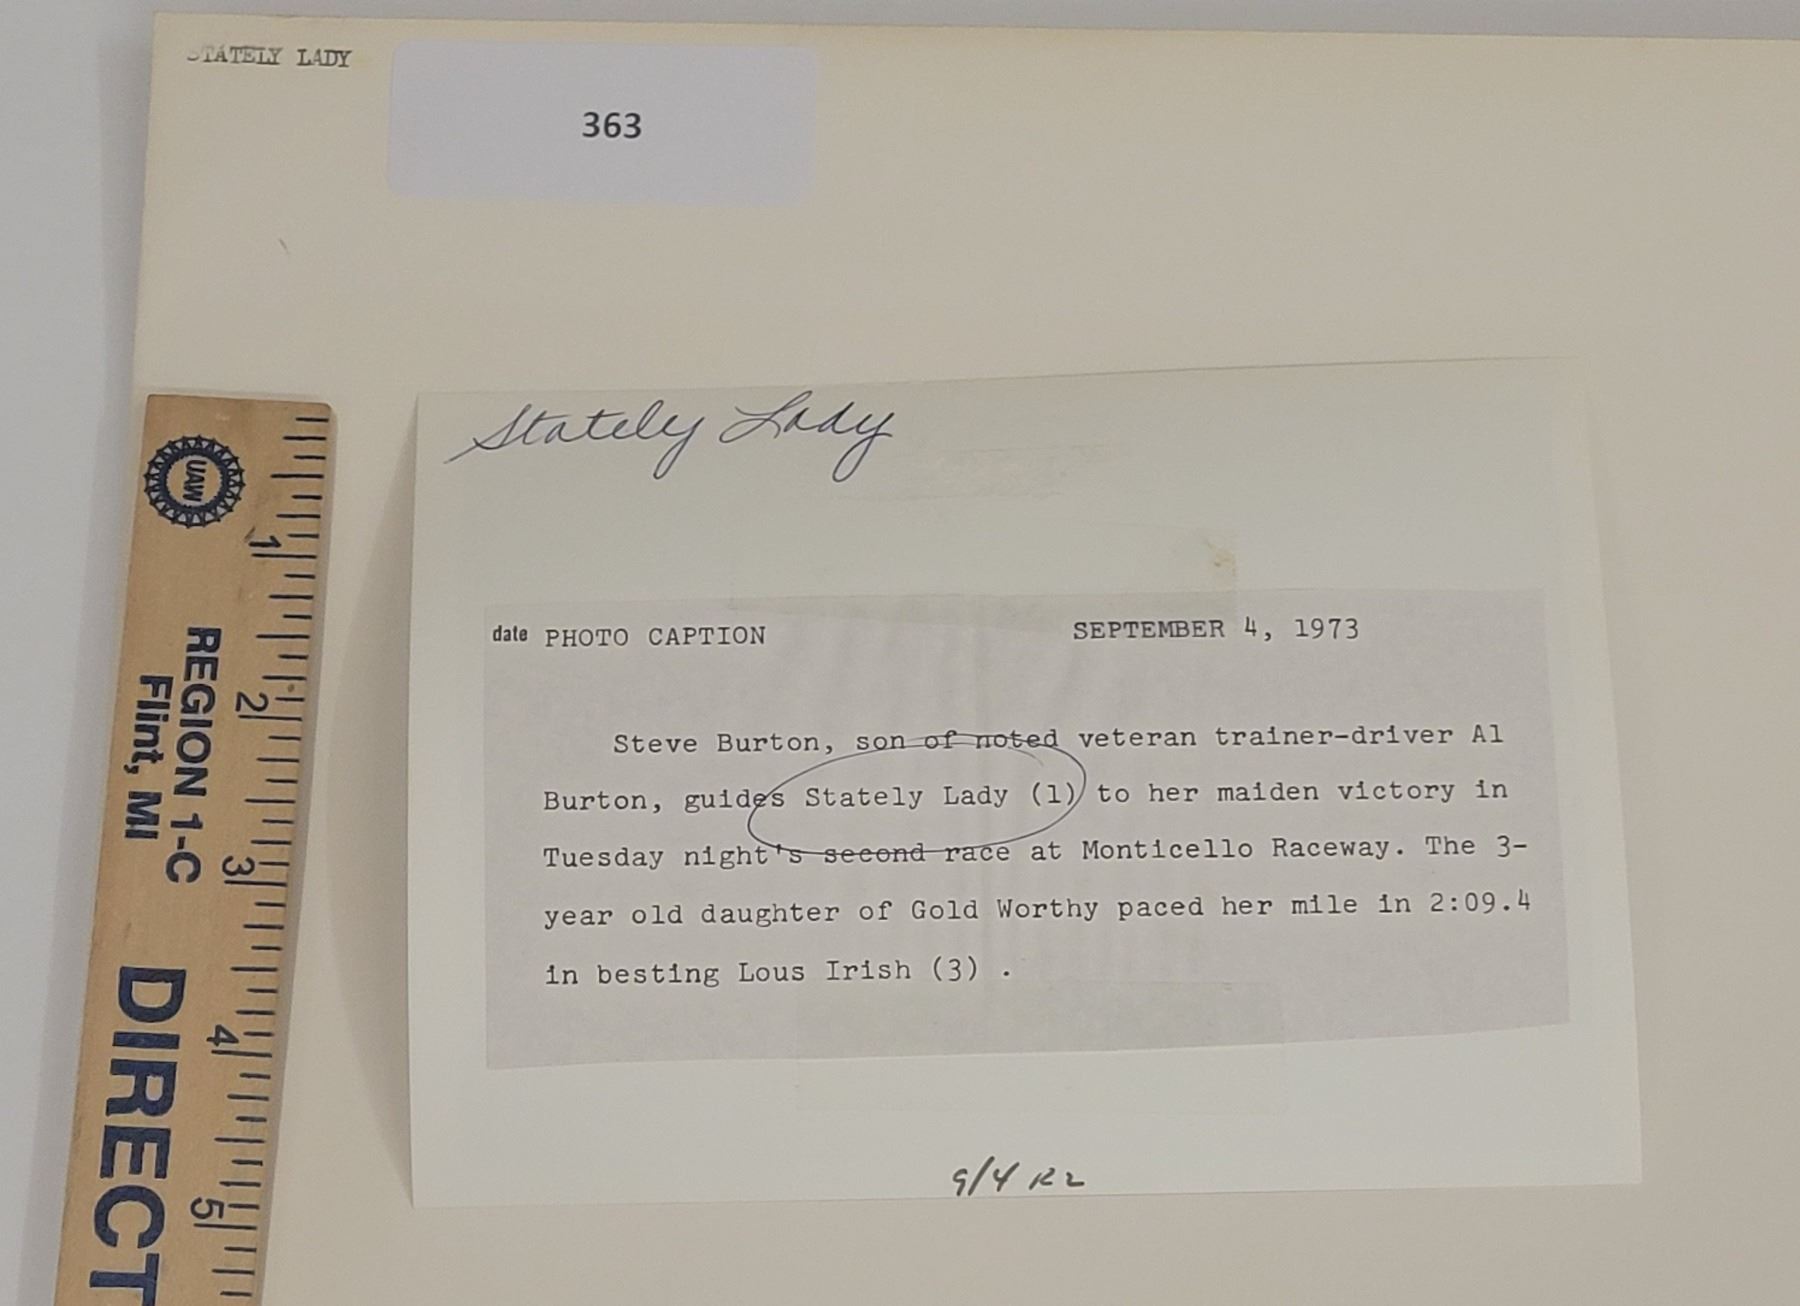 STATELY LADY
363
Stately Lady
date PHOTO CAPTION SEPTEMBER 4, 1973
Steve Burton, son of noted veteran trainer-driver Al
Burton, guides Stately Lady (1) to her maiden victory in
Tuesday night's second race at Monticello Raceway. The 3-
year old daughter of Gold Worthy paced her mile in 2:09.4
in besting Lous Irish (3) .
9/4 R2
UAW
REGION 1-C
Flint, MI
DIRECT
1
2
3
4
5